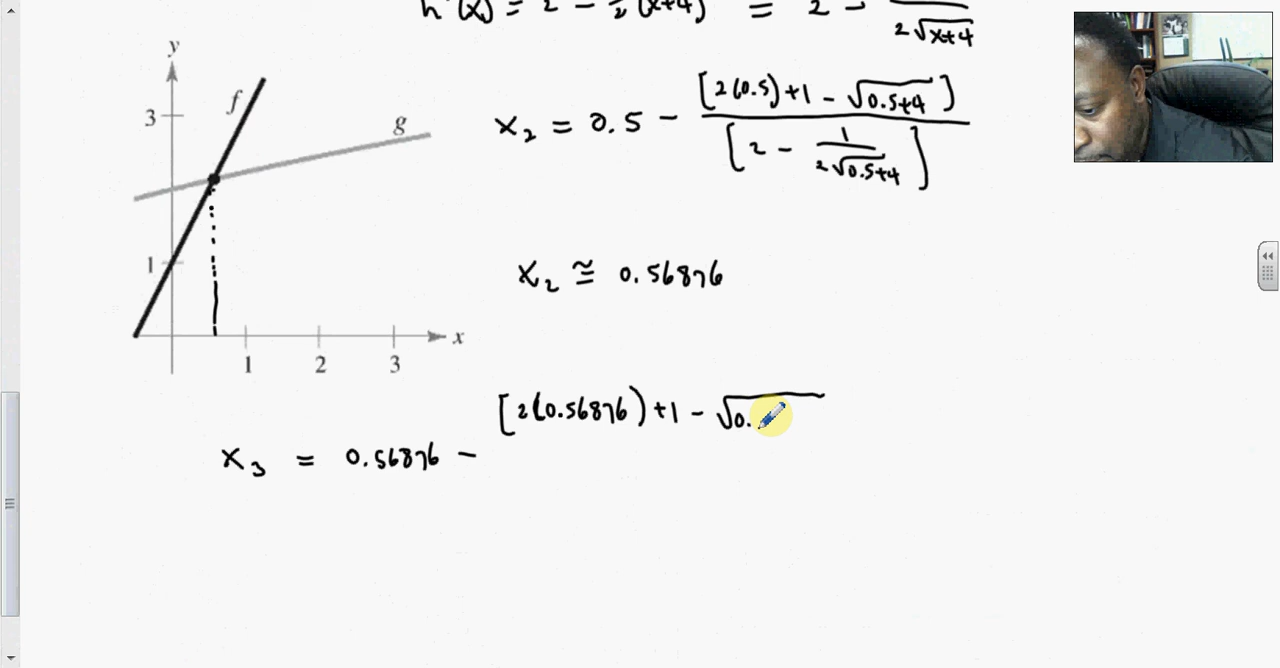 h'(x) = 2 - ½(x+4) = 2 - 1/(2√(x+4))
y
f
3
g
x₂ = 0.5 - [2(0.5)+1 - √(0.5+4)] / [2 - 1/(2√(0.5+4))]
1
x₂ ≅ 0.56876
x
1 2 3
x₃ = 0.56876 - [2(0.56876)+1 - √0.